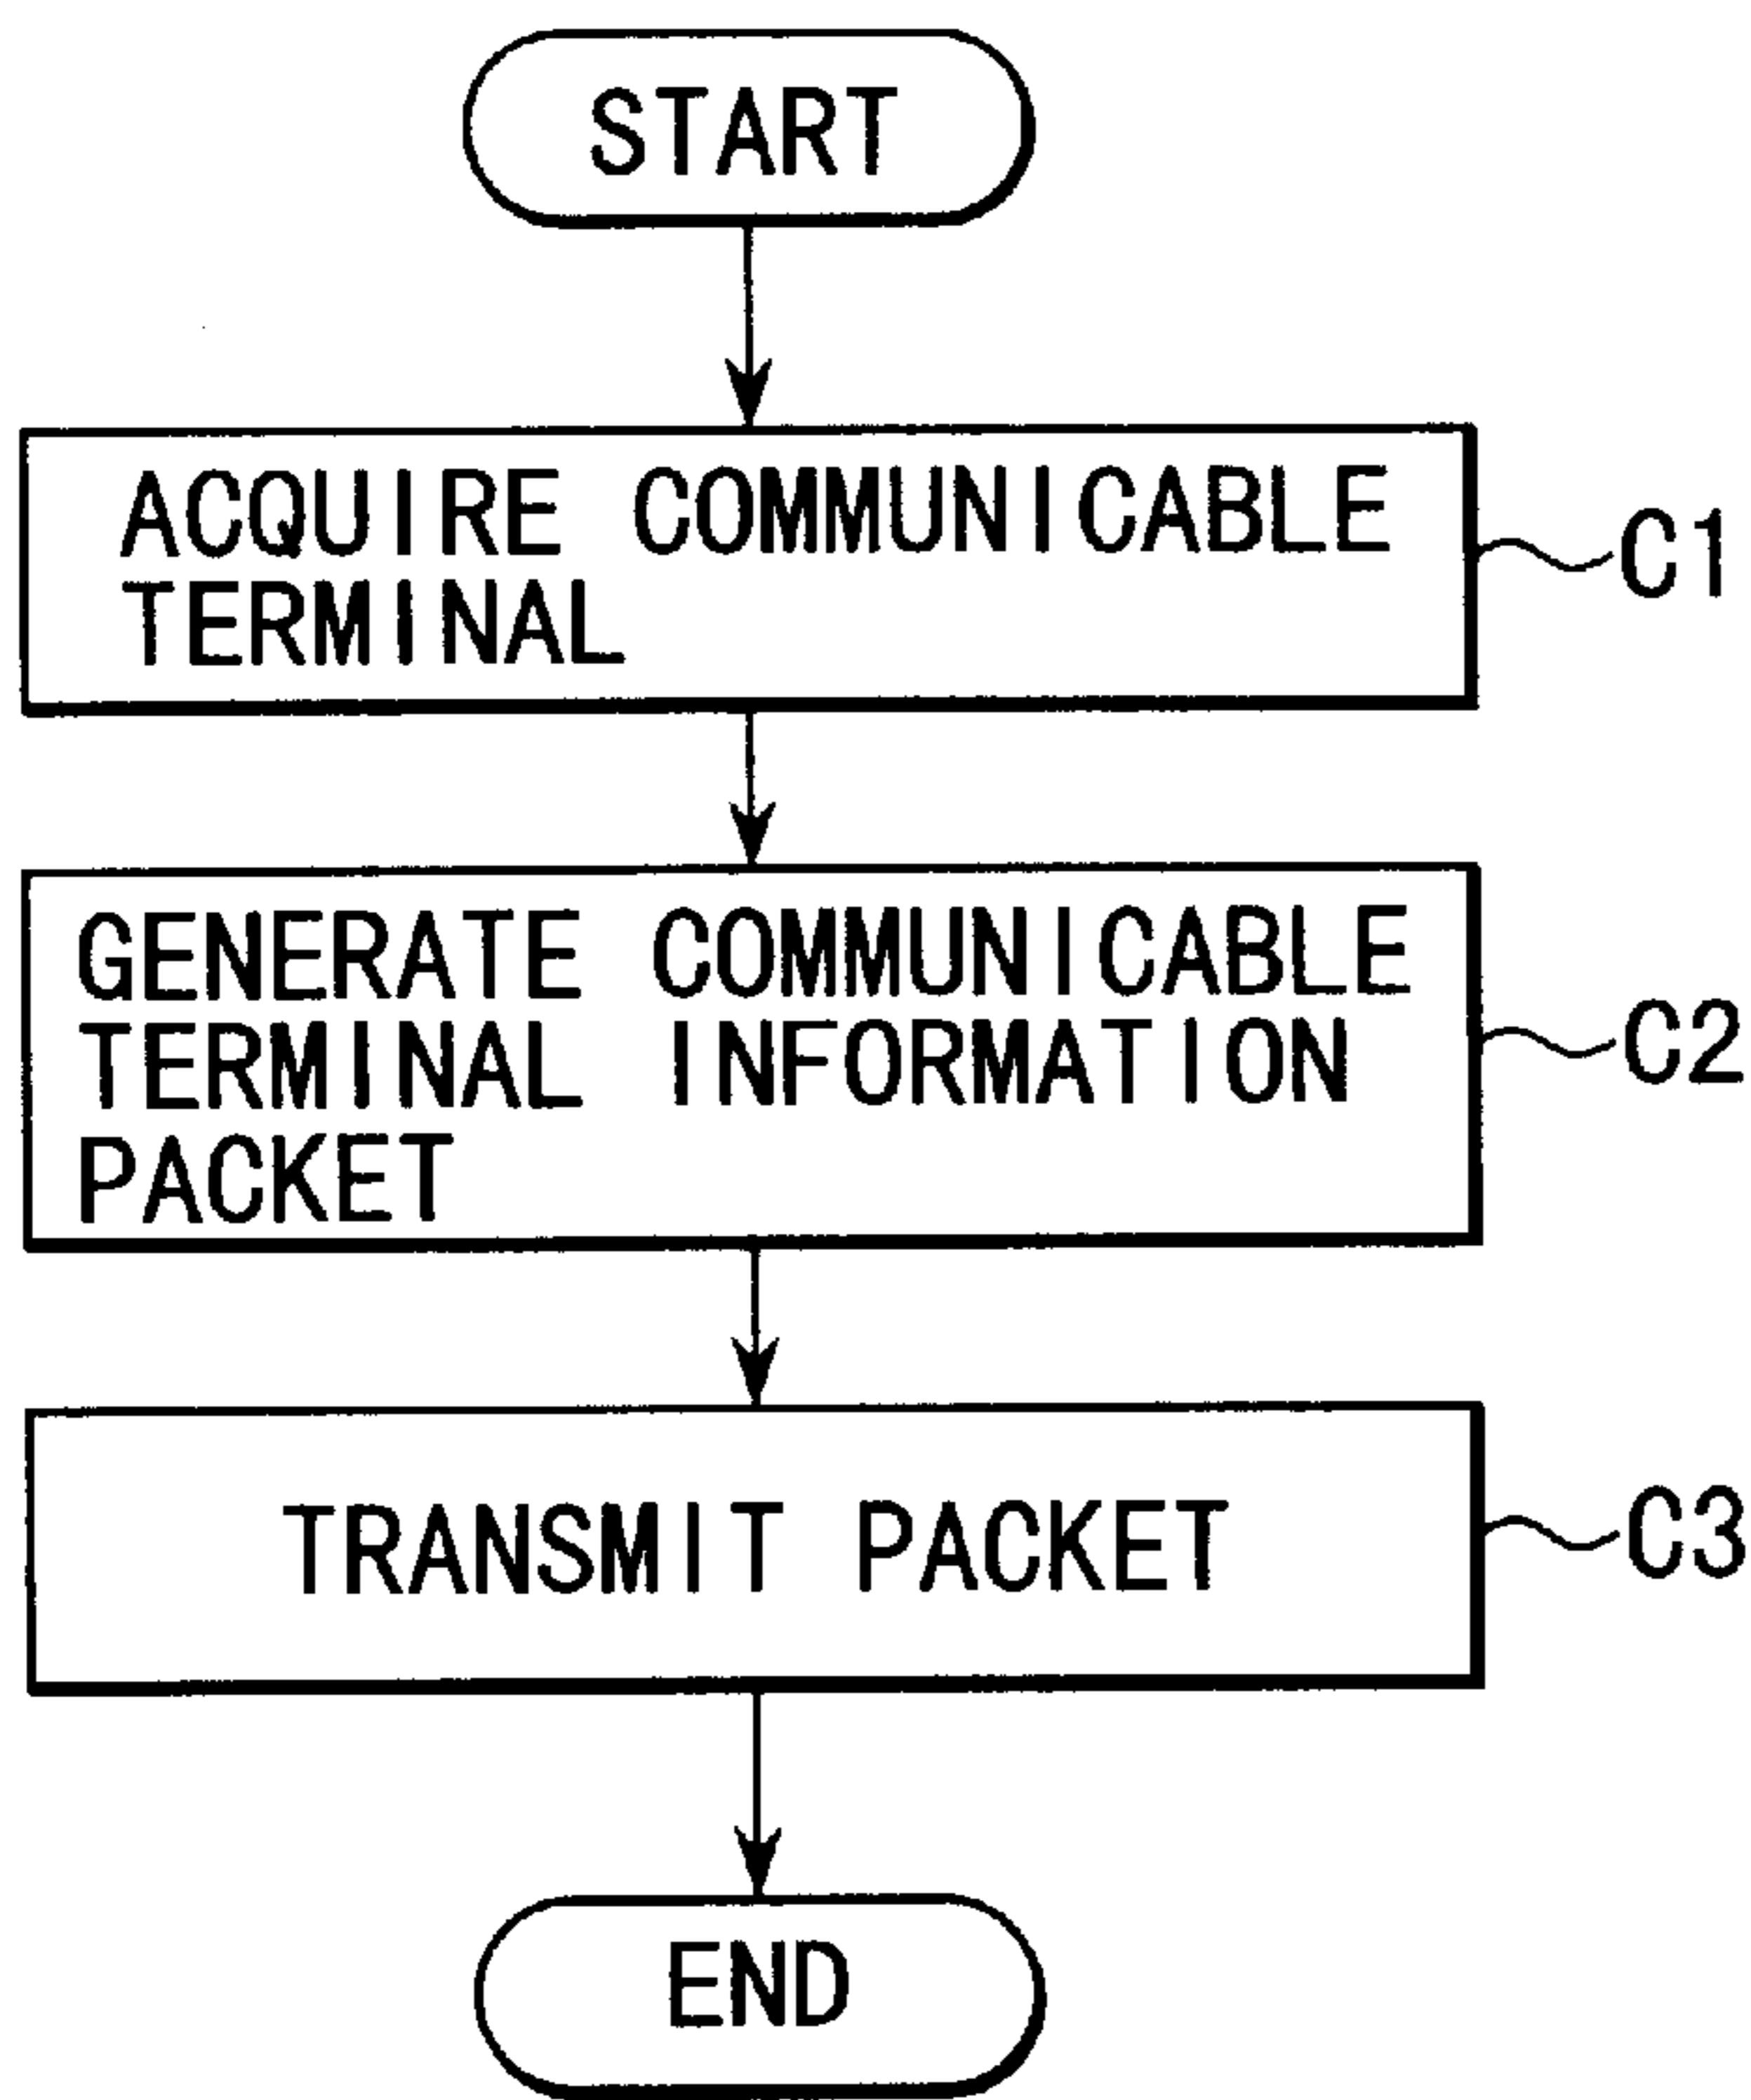 START
ACQUIRE COMMUNICABLE
TERMINAL
C1
GENERATE COMMUNICABLE
TERMINAL INFORMATION
PACKET
C2
TRANSMIT PACKET
C3
END